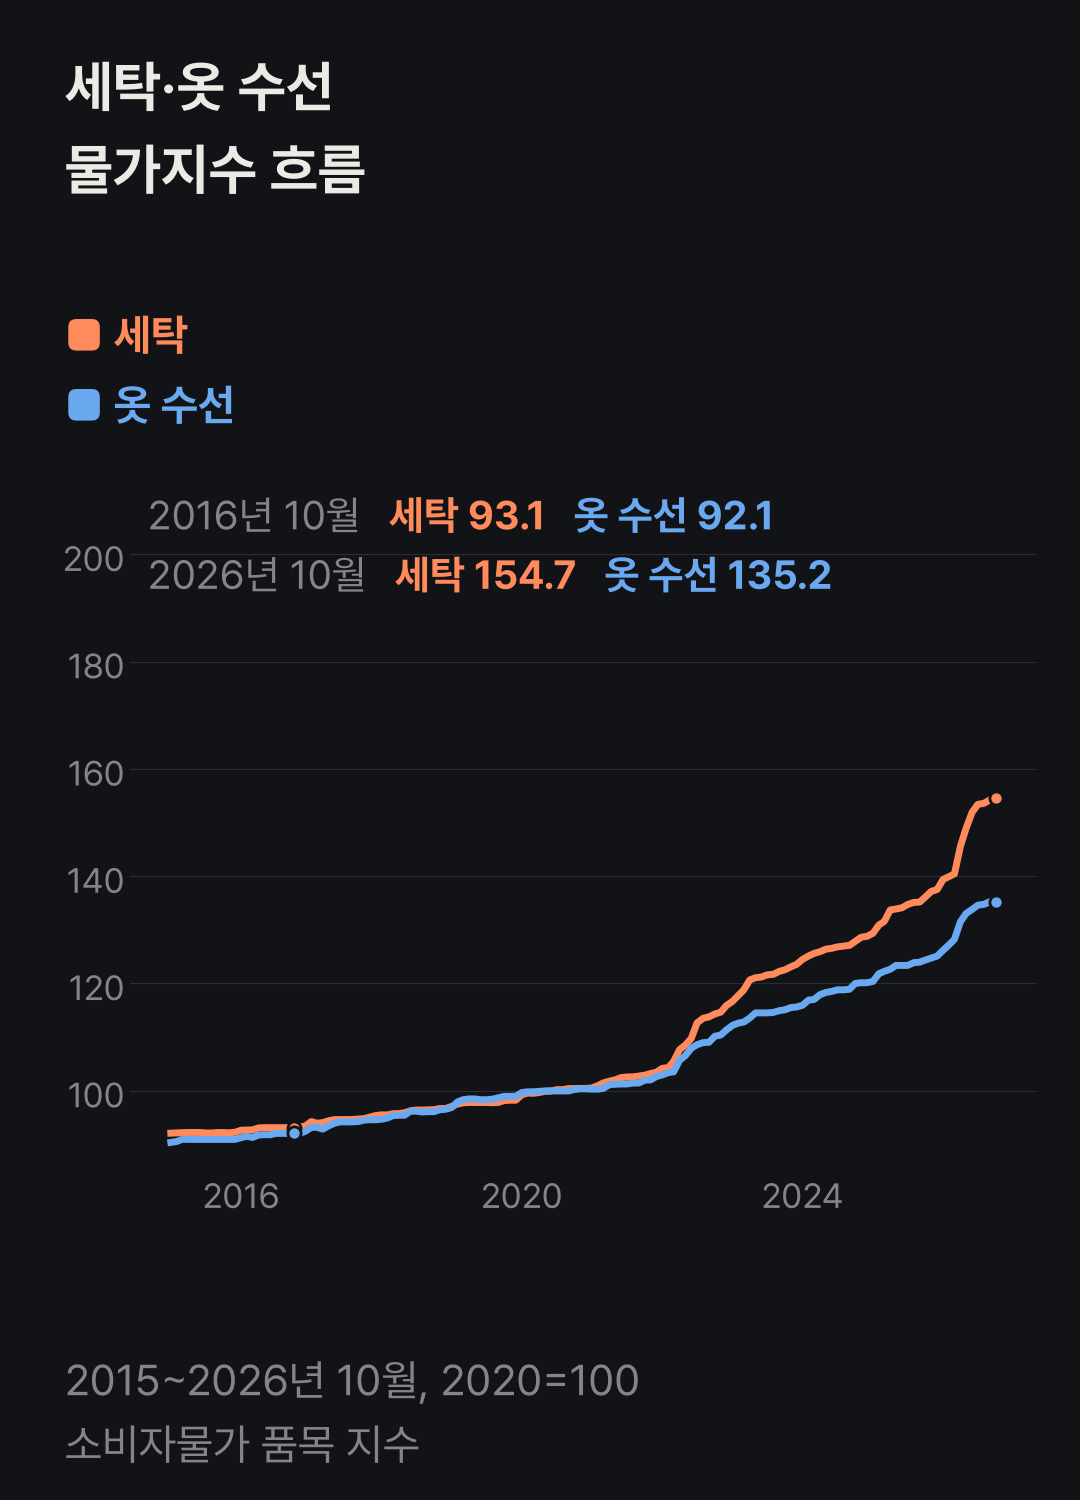 세탁·옷 수선
물가지수 흐름
세탁
옷 수선
2016년 10월 세탁 93.1 옷 수선 92.1
200
2026년 10월 세탁 154.7 옷 수선 135.2
180
160
140
120
100
2016 2020 2024
2015~2026년 10월, 2020=100
소비자물가 품목 지수